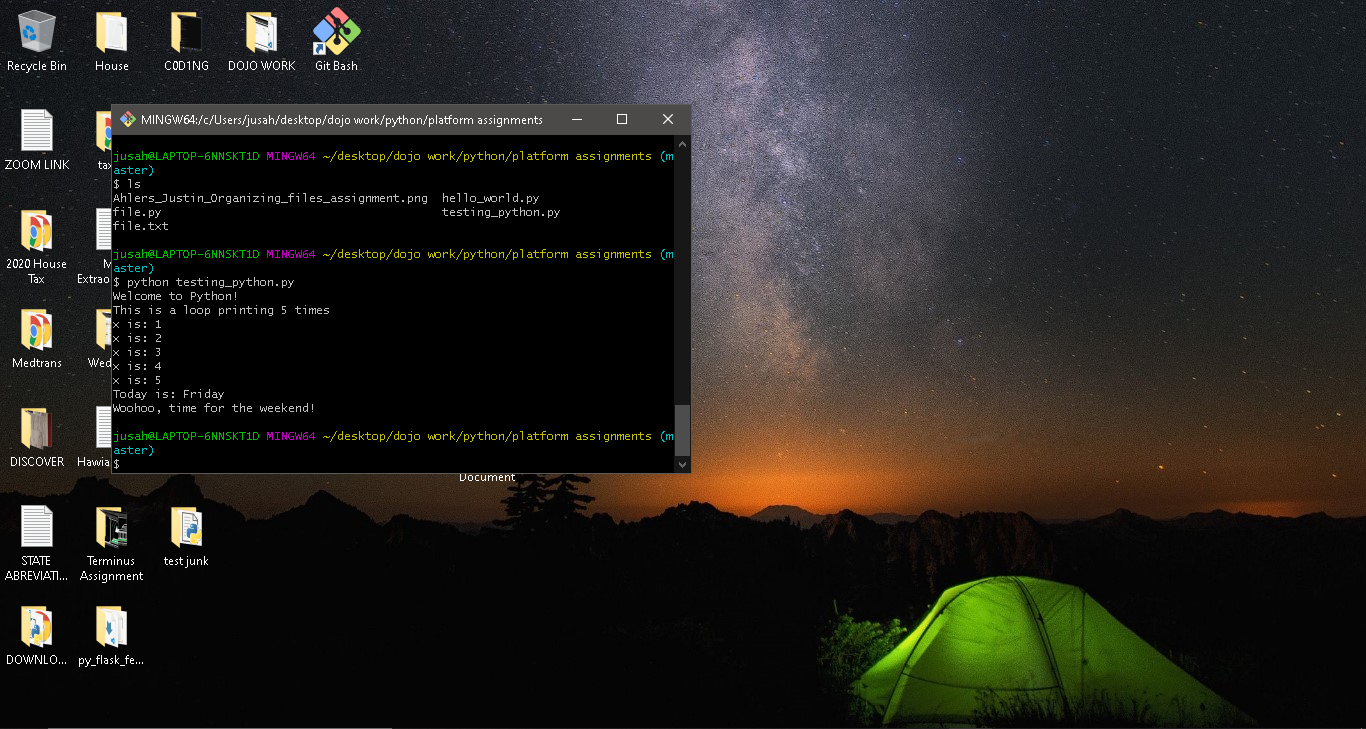 Recycle Bin
House
C0D1NG
DOJO WORK
Git Bash
ZOOM LINK
tax
2020 House
Tax
M
Extrao
Medtrans
Wed
DISCOVER
Hawia
Document
STATE
ABREVIATI...
Terminus
Assignment
test junk
DOWNLO...
py_flask_fe...
MINGW64:/c/Users/jusah/desktop/dojo work/python/platform assignments
jusah@LAPTOP-6NNSKT1D MINGW64 ~/desktop/dojo work/python/platform assignments (m
aster)
$ ls
Ahlers_Justin_Organizing_files_assignment.png  hello_world.py
file.py                                        testing_python.py
file.txt
jusah@LAPTOP-6NNSKT1D MINGW64 ~/desktop/dojo work/python/platform assignments (m
aster)
$ python testing_python.py
Welcome to Python!
This is a loop printing 5 times
x is: 1
x is: 2
x is: 3
x is: 4
x is: 5
Today is: Friday
Woohoo, time for the weekend!
jusah@LAPTOP-6NNSKT1D MINGW64 ~/desktop/dojo work/python/platform assignments (m
aster)
$